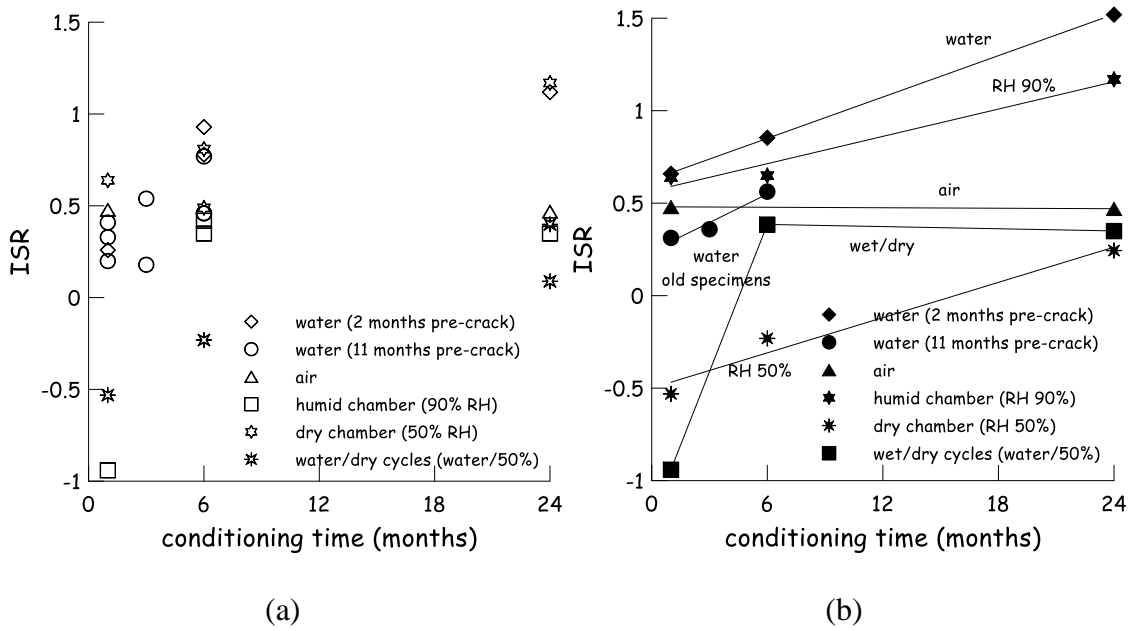 1.5
1
0.5
0
-0.5
-1
ISR
water (2 months pre-crack)
water (11 months pre-crack)
air
humid chamber (90% RH)
dry chamber (50% RH)
water/dry cycles (water/50%)
0
6
12
18
24
conditioning time (months)
(a)
1.5
1
0.5
0
-0.5
-1
ISR
water
RH 90%
air
wet/dry
water
old specimens
RH 50%
water (2 months pre-crack)
water (11 months pre-crack)
air
humid chamber (RH 90%)
dry chamber (RH 50%)
wet/dry cycles (water/50%)
0
6
12
18
24
conditioning time (months)
(b)